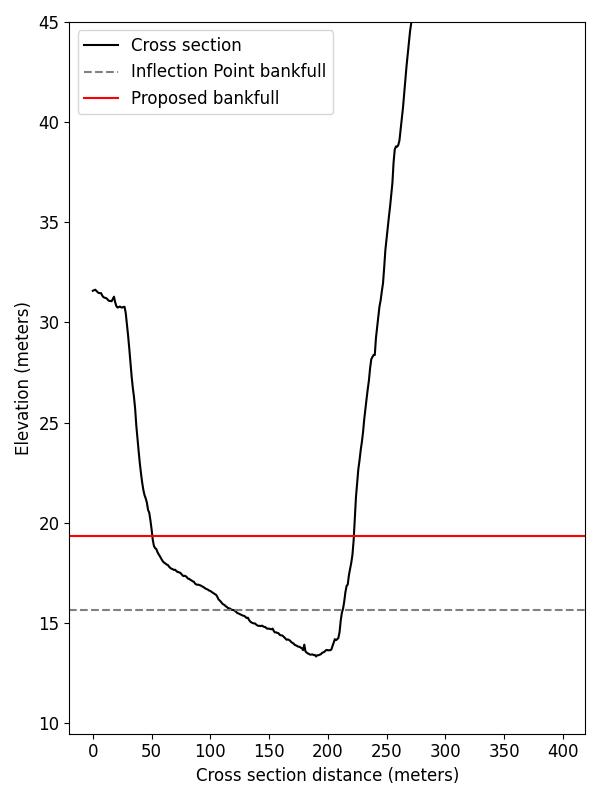 Cross section
Inflection Point bankfull
Proposed bankfull
45
40
35
30
25
20
15
10
Elevation (meters)
0 50 100 150 200 250 300 350 400
Cross section distance (meters)